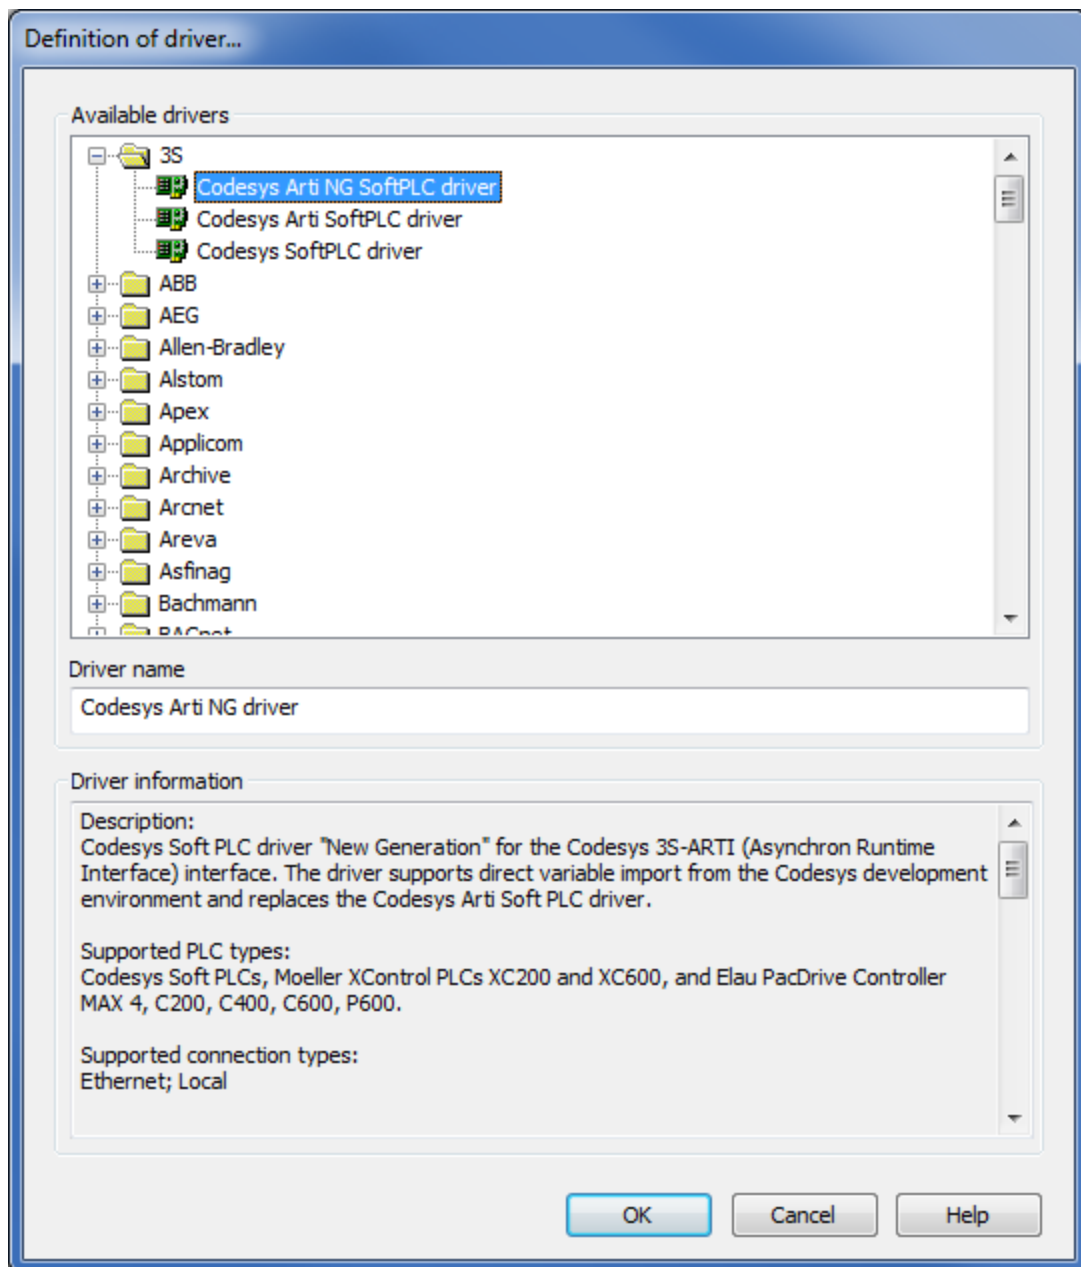 Definition of driver...
Available drivers
3S
Codesys Arti NG SoftPLC driver
Codesys Arti SoftPLC driver
Codesys SoftPLC driver
ABB
AEG
Allen-Bradley
Alstom
Apex
Applicom
Archive
Arcnet
Areva
Asfinag
Bachmann
BACnet
Driver name
Codesys Arti NG driver
Driver information
Description:
Codesys Soft PLC driver "New Generation" for the Codesys 3S-ARTI (Asynchron Runtime
Interface) interface. The driver supports direct variable import from the Codesys development
environment and replaces the Codesys Arti Soft PLC driver.
Supported PLC types:
Codesys Soft PLCs, Moeller XControl PLCs XC200 and XC600, and Elau PacDrive Controller
MAX 4, C200, C400, C600, P600.
Supported connection types:
Ethernet; Local
OK
Cancel
Help